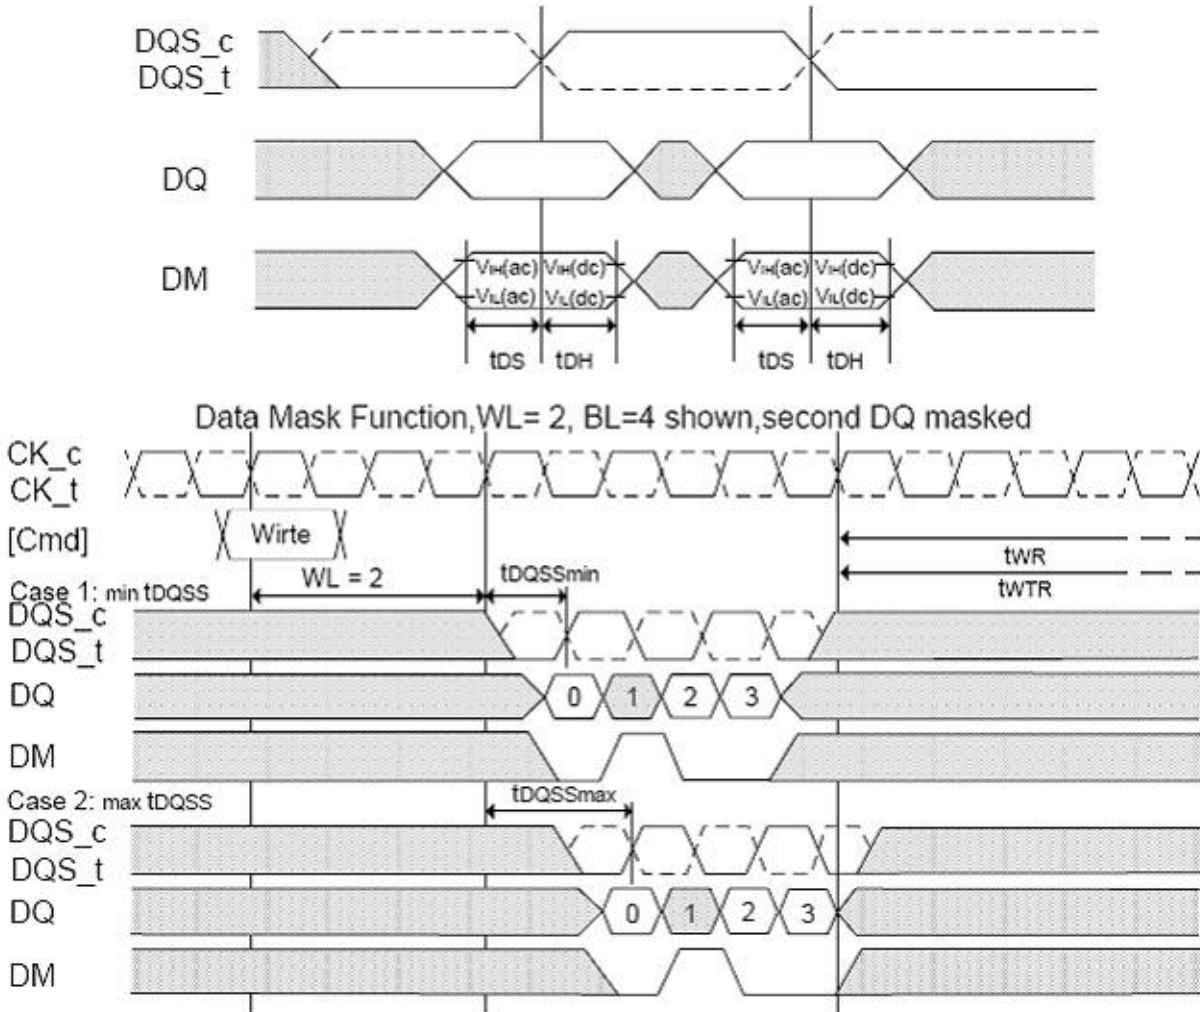 DQS_c
DQS_t
DQ
DM
VIH(ac) VIH(dc) VIH(ac) VIH(dc)
VIL(ac) VIL(dc) VIL(ac) VIL(dc)
tDS tDH tDS tDH
Data Mask Function,WL= 2, BL=4 shown,second DQ masked
CK_c
CK_t
[Cmd] Wirte
tWR
WL = 2 tDQSSmin
tWTR
Case 1: min tDQSS
DQS_c
DQS_t
DQ 0 1 2 3
DM
Case 2: max tDQSS tDQSSmax
DQS_c
DQS_t
DQ 0 1 2 3
DM